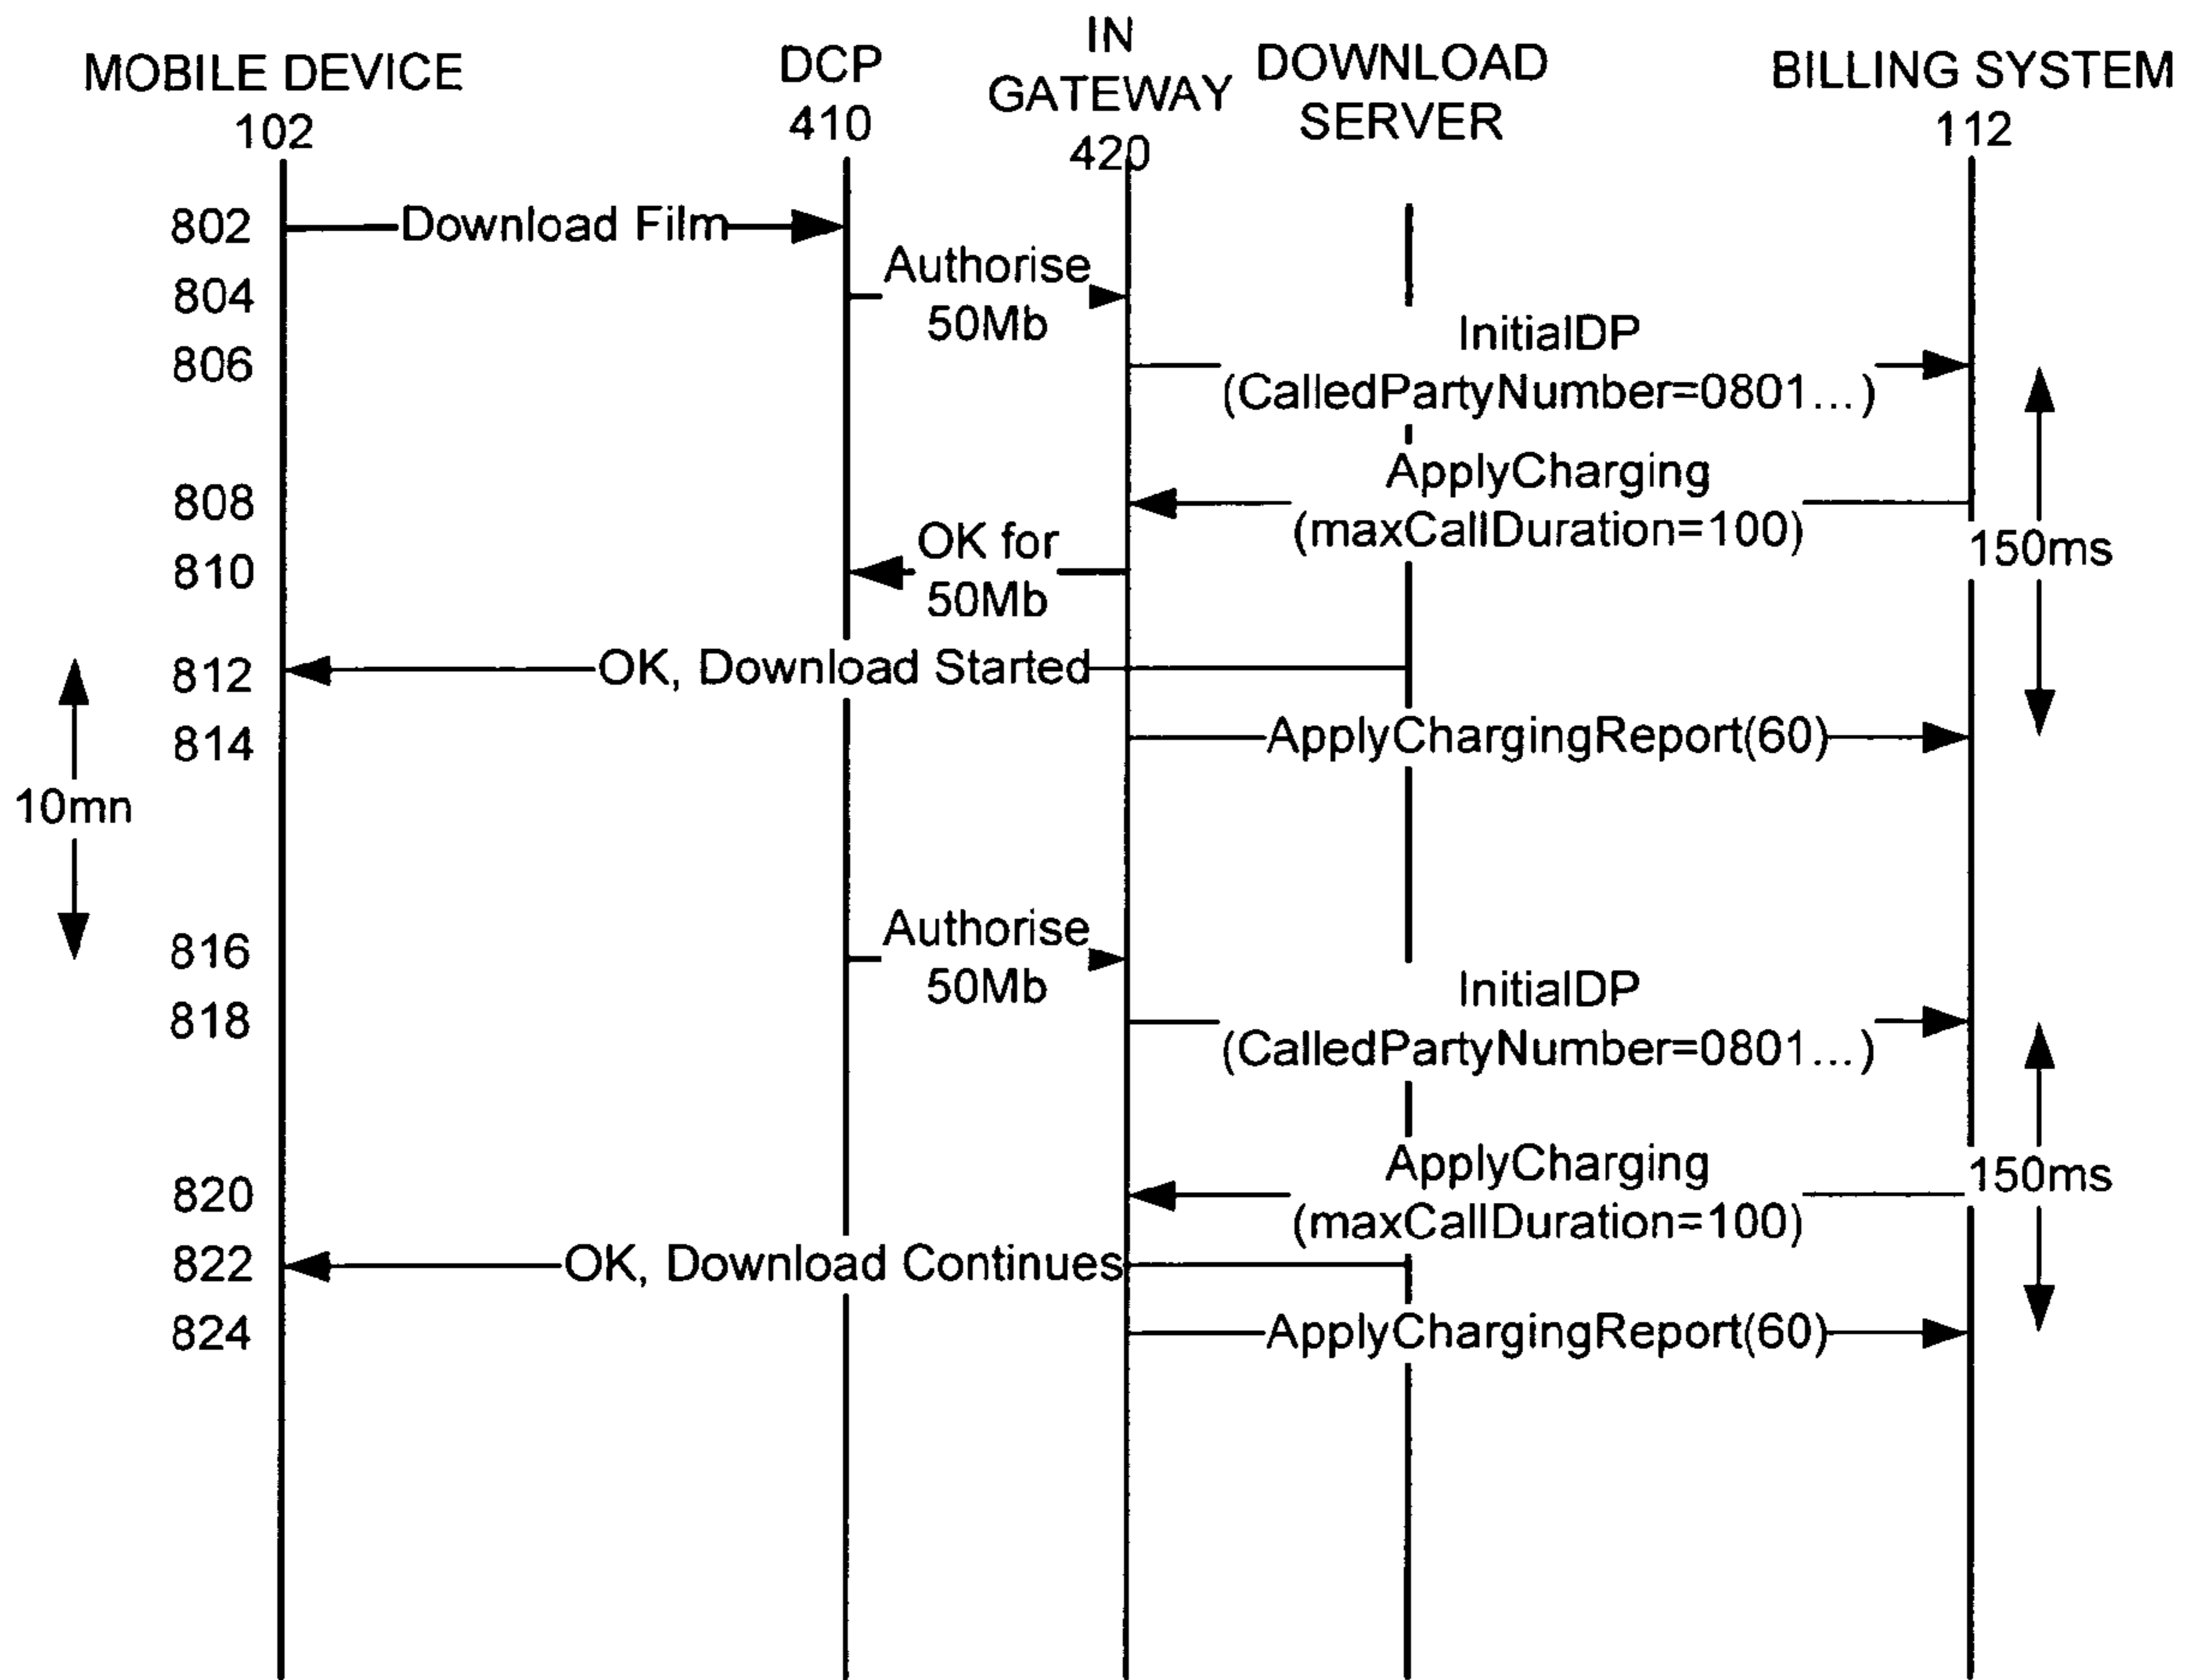 MOBILE DEVICE
102
DCP
410
IN
GATEWAY
420
DOWNLOAD
SERVER
BILLING SYSTEM
112
802
Download Film
804
Authorise
50Mb
806
InitialDP
(CalledPartyNumber=0801...)
808
ApplyCharging
(maxCallDuration=100)
150ms
810
OK for
50Mb
812
OK, Download Started
814
ApplyChargingReport(60)
10mn
816
Authorise
50Mb
818
InitialDP
(CalledPartyNumber=0801...)
820
ApplyCharging
(maxCallDuration=100)
150ms
822
OK, Download Continues
824
ApplyChargingReport(60)